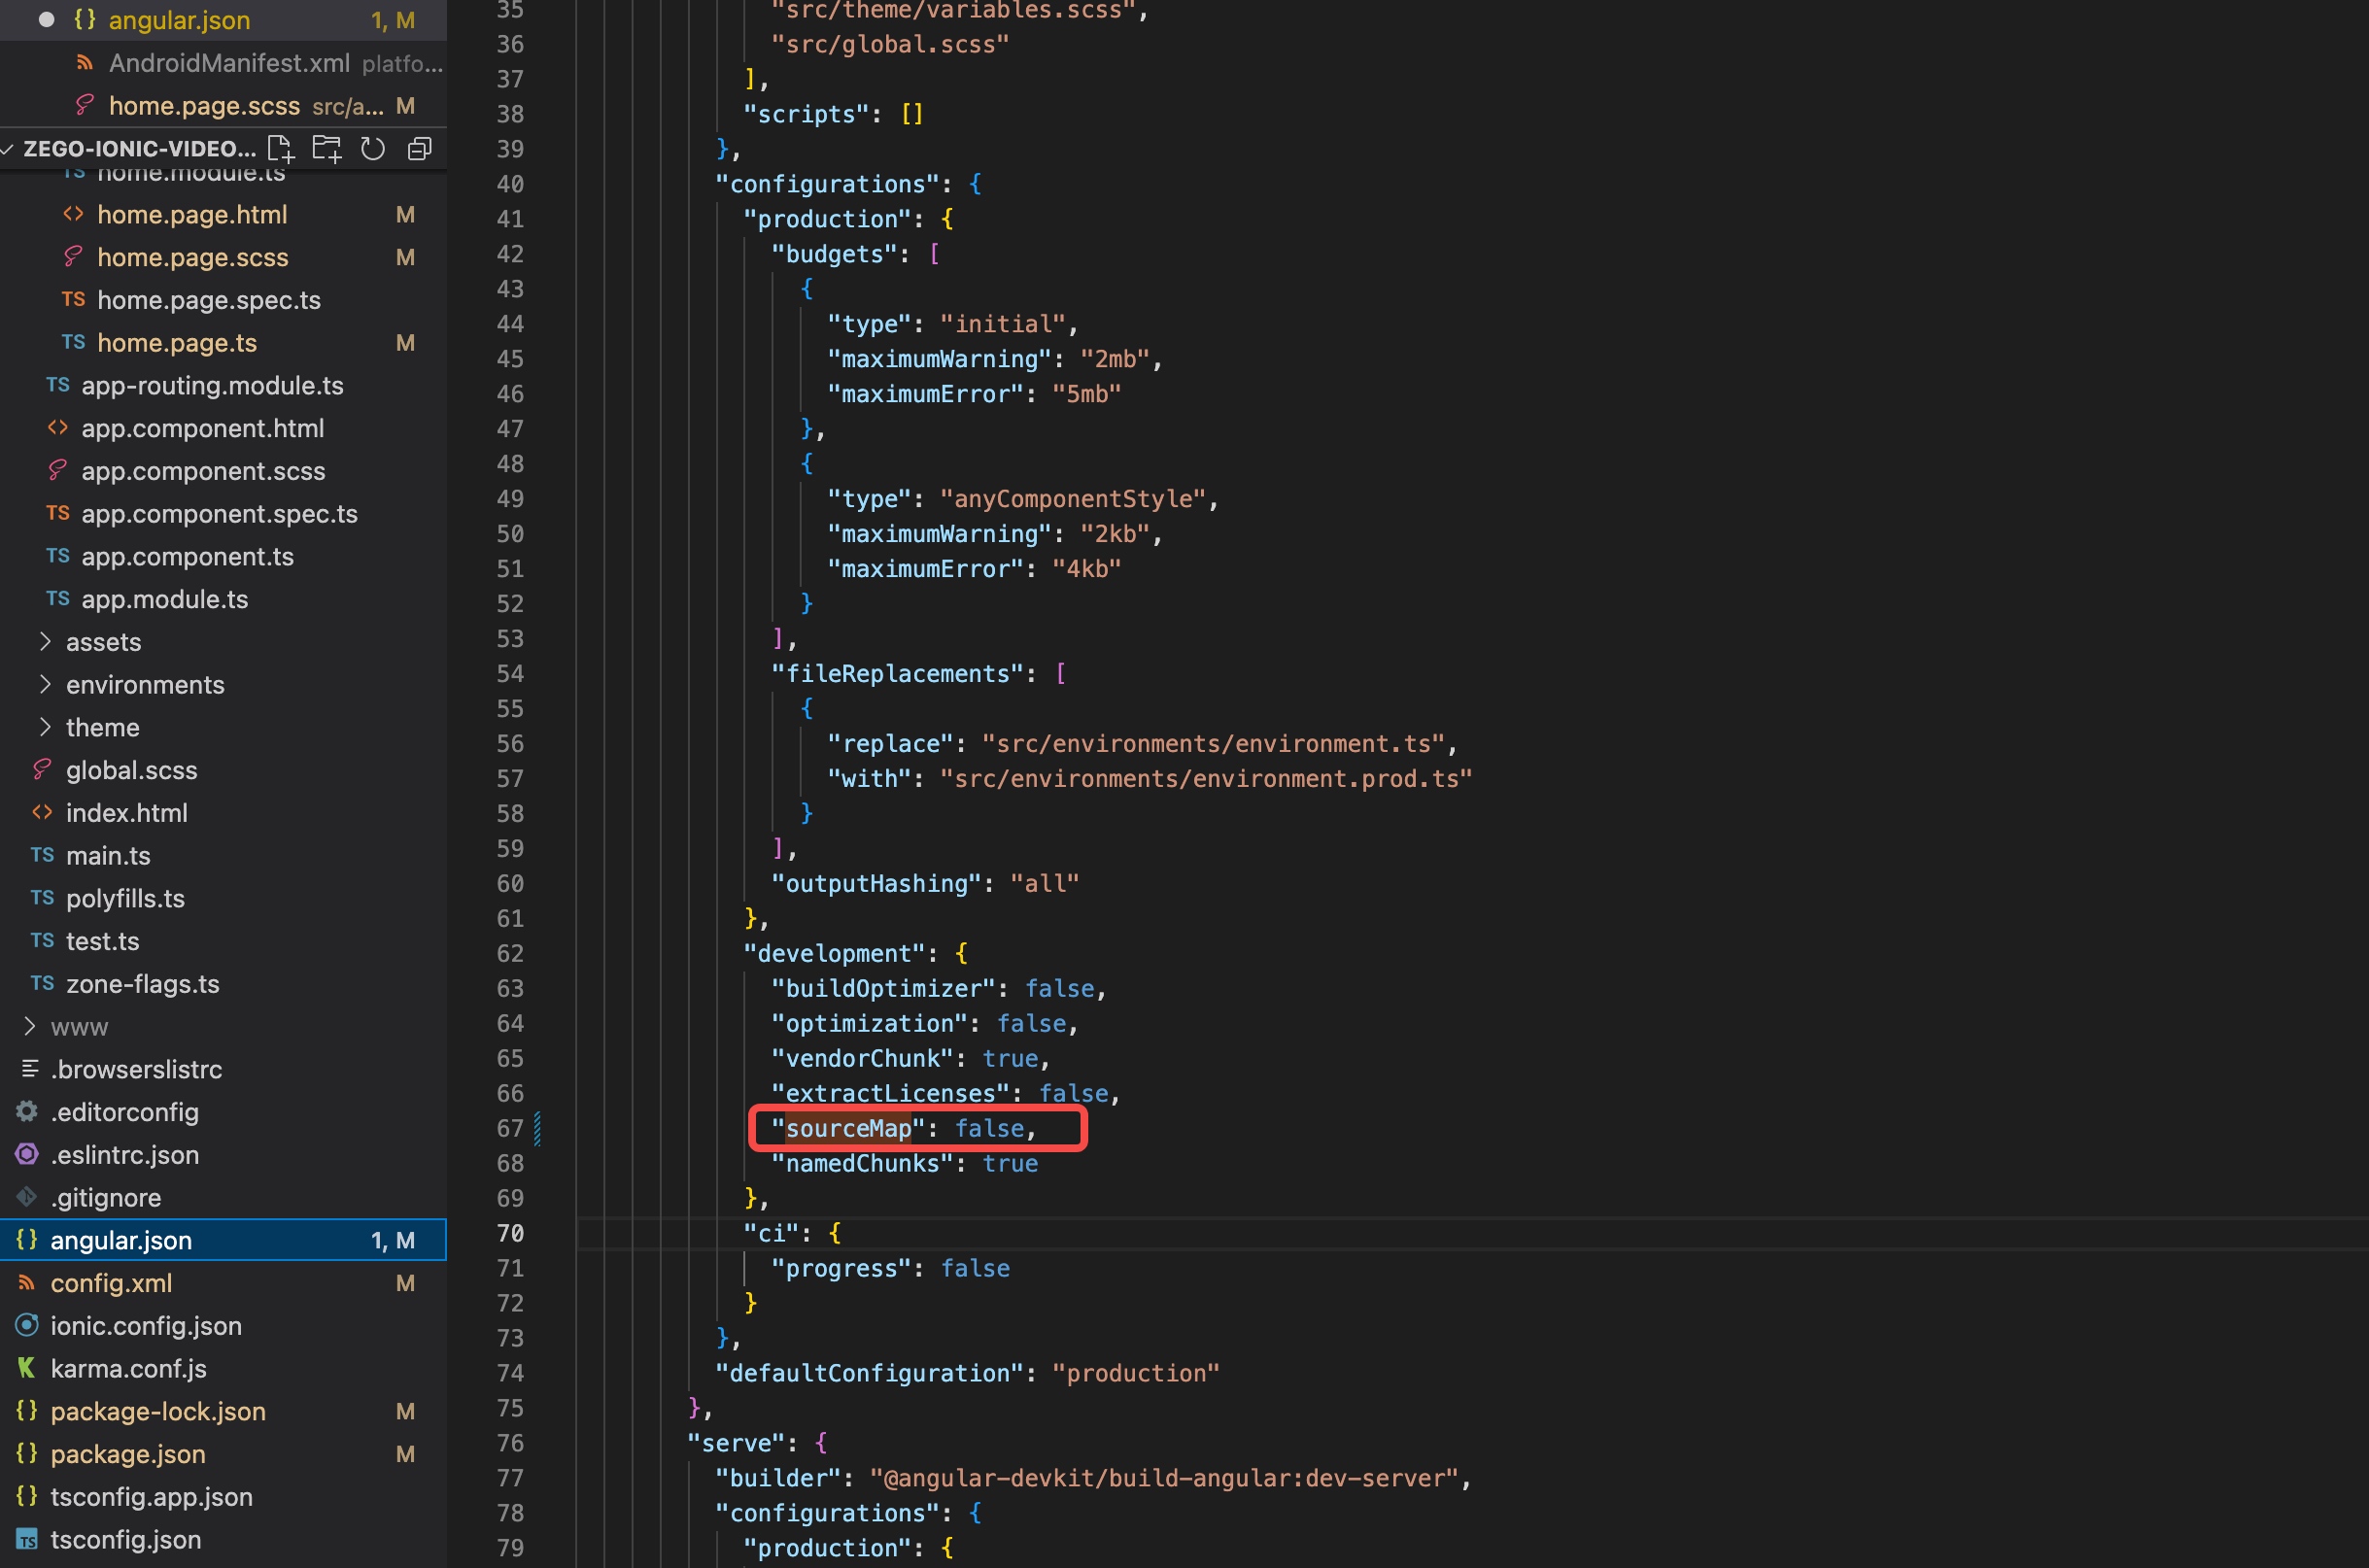 angular.json 1, M
AndroidManifest.xml platfo...
home.page.scss src/a... M
ZEGO-IONIC-VIDEO...
home.module.ts
home.page.html M
home.page.scss M
home.page.spec.ts
home.page.ts M
app-routing.module.ts
app.component.html
app.component.scss
app.component.spec.ts
app.component.ts
app.module.ts
assets
environments
theme
global.scss
index.html
main.ts
polyfills.ts
test.ts
zone-flags.ts
www
.browserslistrc
.editorconfig
.eslintrc.json
.gitignore
angular.json 1, M
config.xml M
ionic.config.json
karma.conf.js
package-lock.json M
package.json M
tsconfig.app.json
tsconfig.json
35 "src/theme/variables.scss",
36 "src/global.scss"
37 ],
38 "scripts": []
39 },
40 "configurations": {
41 "production": {
42 "budgets": [
43 {
44 "type": "initial",
45 "maximumWarning": "2mb",
46 "maximumError": "5mb"
47 },
48 {
49 "type": "anyComponentStyle",
50 "maximumWarning": "2kb",
51 "maximumError": "4kb"
52 }
53 ],
54 "fileReplacements": [
55 {
56 "replace": "src/environments/environment.ts",
57 "with": "src/environments/environment.prod.ts"
58 }
59 ],
60 "outputHashing": "all"
61 },
62 "development": {
63 "buildOptimizer": false,
64 "optimization": false,
65 "vendorChunk": true,
66 "extractLicenses": false,
67 "sourceMap": false,
68 "namedChunks": true
69 },
70 "ci": {
71 "progress": false
72 }
73 },
74 "defaultConfiguration": "production"
75 },
76 "serve": {
77 "builder": "@angular-devkit/build-angular:dev-server",
78 "configurations": {
79 "production": {